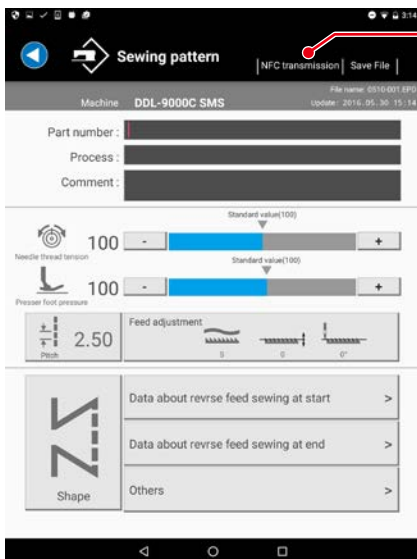 3:14
Sewing pattern
NFC transmission
Save File
File name: 0S10-001.EPD
Machine DDL-9000C SMS
Update: 2016.05.30 15:14
Part number :
Process :
Comment :
Standard value(100)
100 - +
Needle thread tension
Standard value(100)
100 - +
Presser foot pressure
Feed adjustment
2.50
Pitch
S 0 0°
Data about revrse feed sewing at start >
Data about revrse feed sewing at end >
Shape
Others >